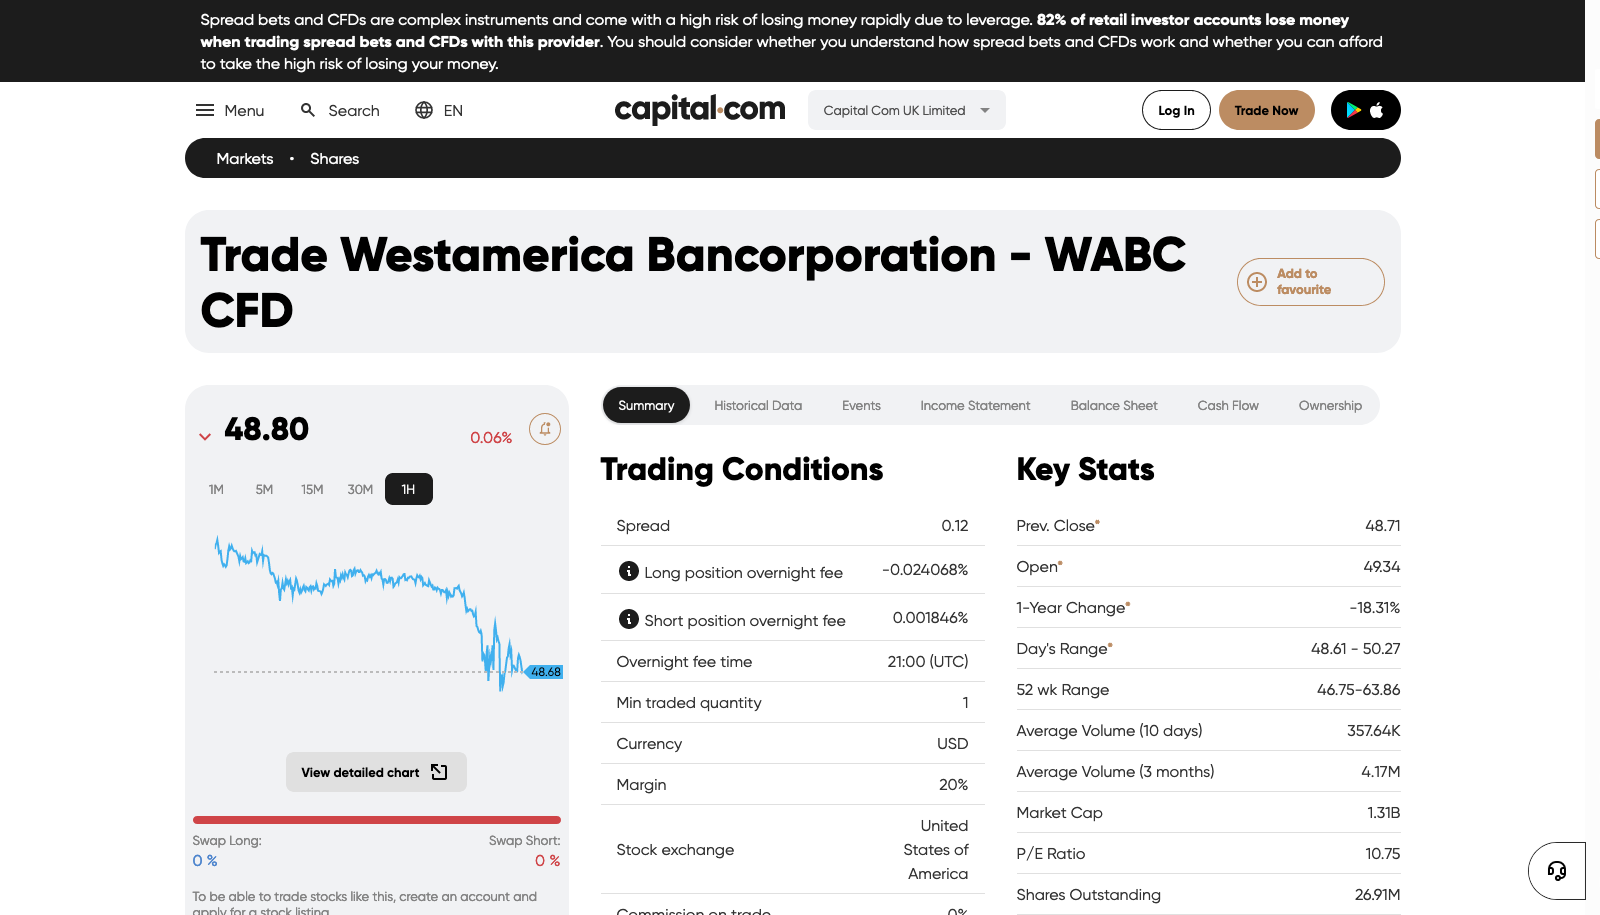 Spread bets and CFDs are complex instruments and come with a high risk of losing money rapidly due to leverage. 82% of retail investor accounts lose money
when trading spread bets and CFDs with this provider. You should consider whether you understand how spread bets and CFDs work and whether you can afford
to take the high risk of losing your money.
Menu Search EN capital.com Capital Com UK Limited Log In Trade Now
Markets • Shares
Trade Westamerica Bancorporation - WABC
CFD
Add to
favourite
48.80 0.06%
1M 5M 15M 30M 1H
48.68
View detailed chart
Swap Long: Swap Short:
0 % 0 %
To be able to trade stocks like this, create an account and
apply for a stock listing
Summary Historical Data Events Income Statement Balance Sheet Cash Flow Ownership
Trading Conditions
Spread 0.12
Long position overnight fee -0.024068%
Short position overnight fee 0.001846%
Overnight fee time 21:00 (UTC)
Min traded quantity 1
Currency USD
Margin 20%
Stock exchange United
States of
America
Commission on trade 0%
Key Stats
Prev. Close* 48.71
Open* 49.34
1-Year Change* -18.31%
Day's Range* 48.61 - 50.27
52 wk Range 46.75-63.86
Average Volume (10 days) 357.64K
Average Volume (3 months) 4.17M
Market Cap 1.31B
P/E Ratio 10.75
Shares Outstanding 26.91M